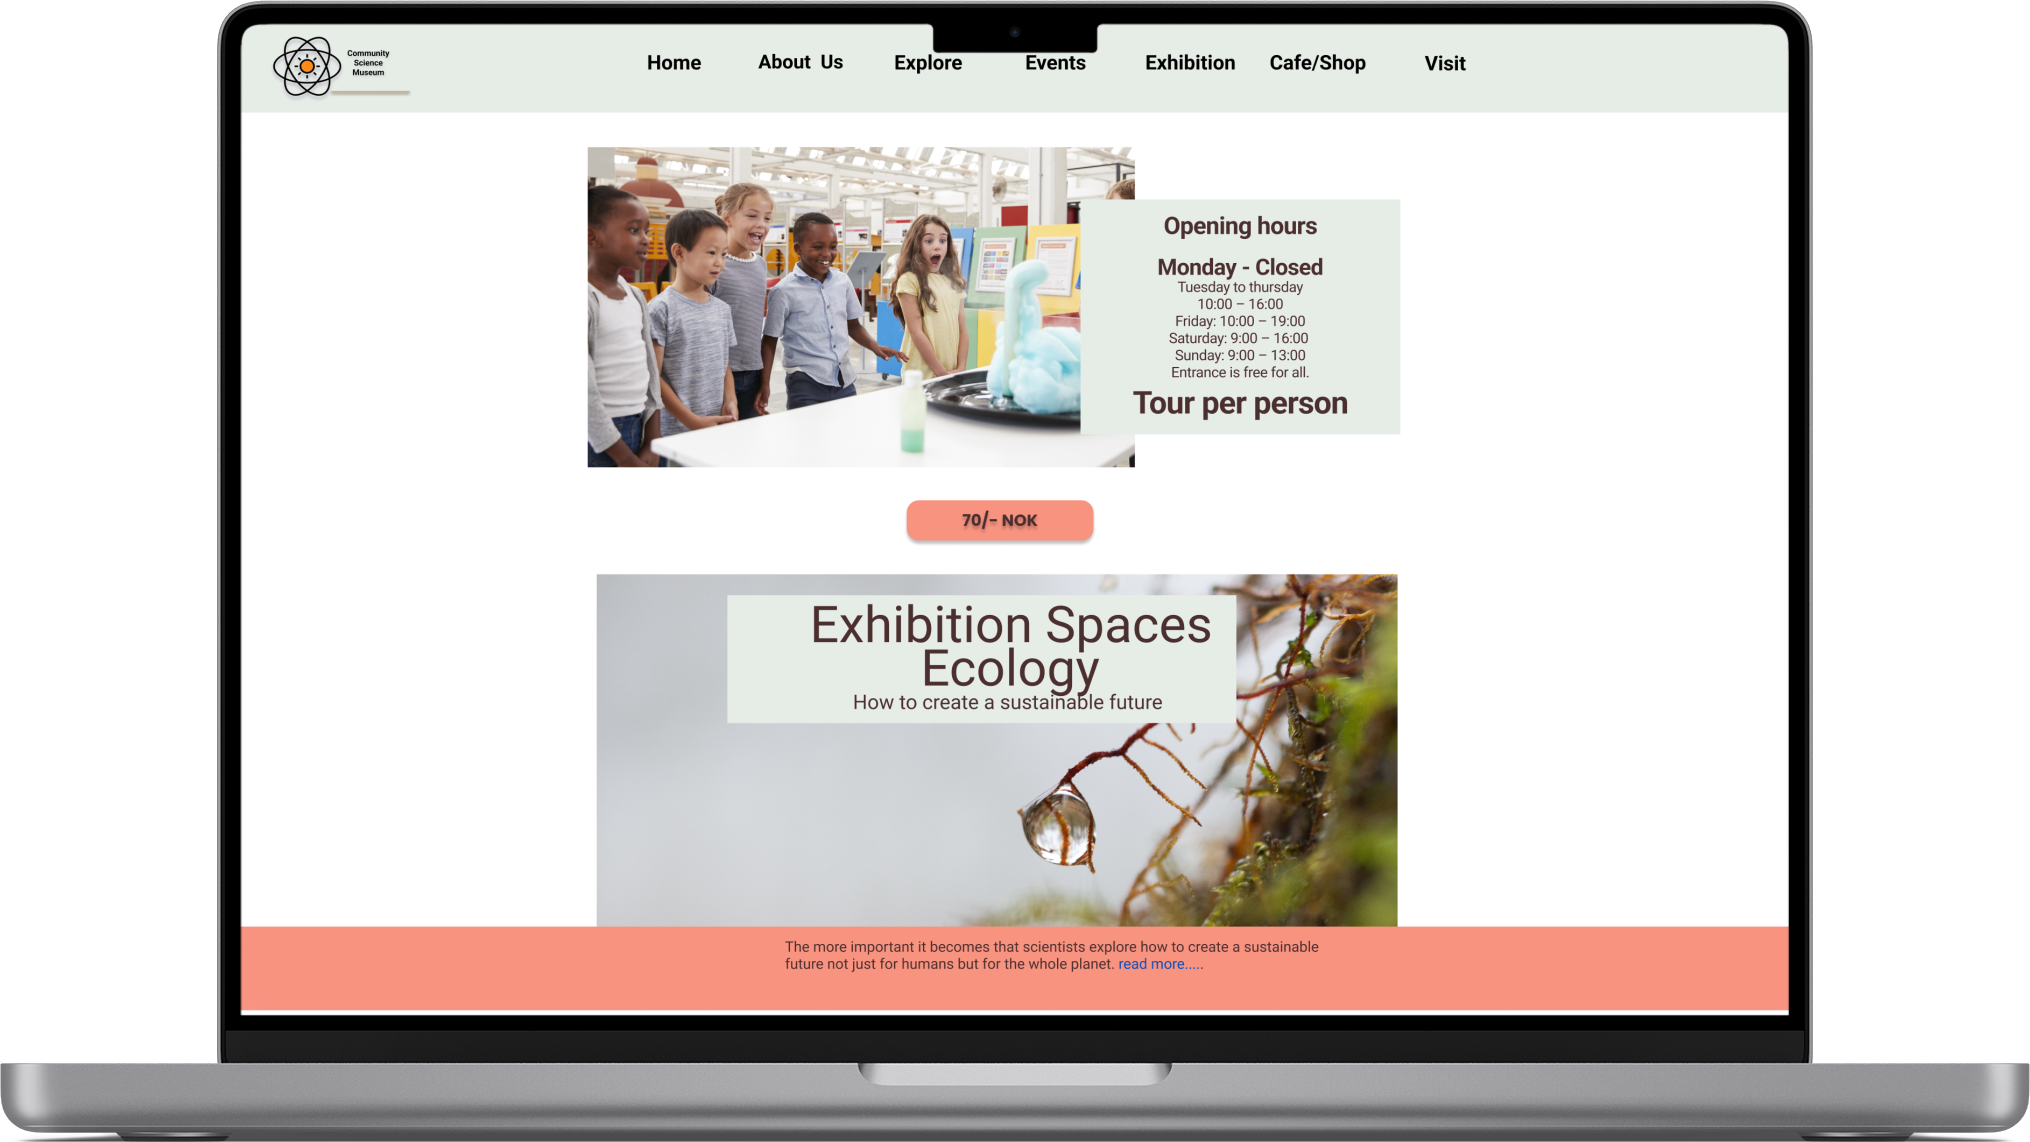 Community
Science
Museum
Home About Us Explore Events Exhibition Cafe/Shop Visit
Opening hours
Monday - Closed
Tuesday to thursday
10:00 – 16:00
Friday: 10:00 – 19:00
Saturday: 9:00 – 16:00
Sunday: 9:00 – 13:00
Entrance is free for all.
Tour per person
70/- NOK
Exhibition Spaces
Ecology
How to create a sustainable future
The more important it becomes that scientists explore how to create a sustainable
future not just for humans but for the whole planet. read more.....